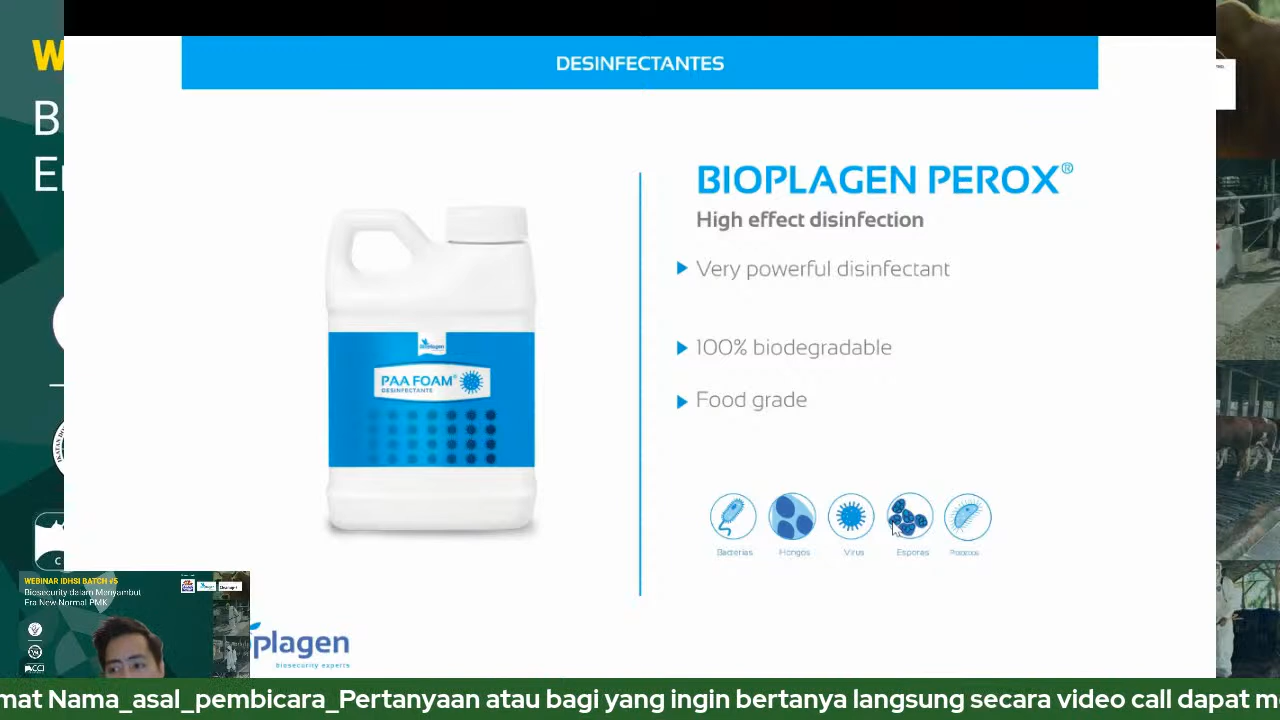 DESINFECTANTES
BIOPLAGEN PEROX®
High effect disinfection
Very powerful disinfectant
100% biodegradable
Food grade
PAA FOAM®
DESINFECTANTE
Bacterias
Hongos
Virus
Esporas
WEBINAR IDHSI BATCH #5
Biosecurity dalam Menyambut
Era New Normal PMK
plagen
biosecurity experts
mat Nama_asal_pembicara_Pertanyaan atau bagi yang ingin bertanya langsung secara video call dapat m